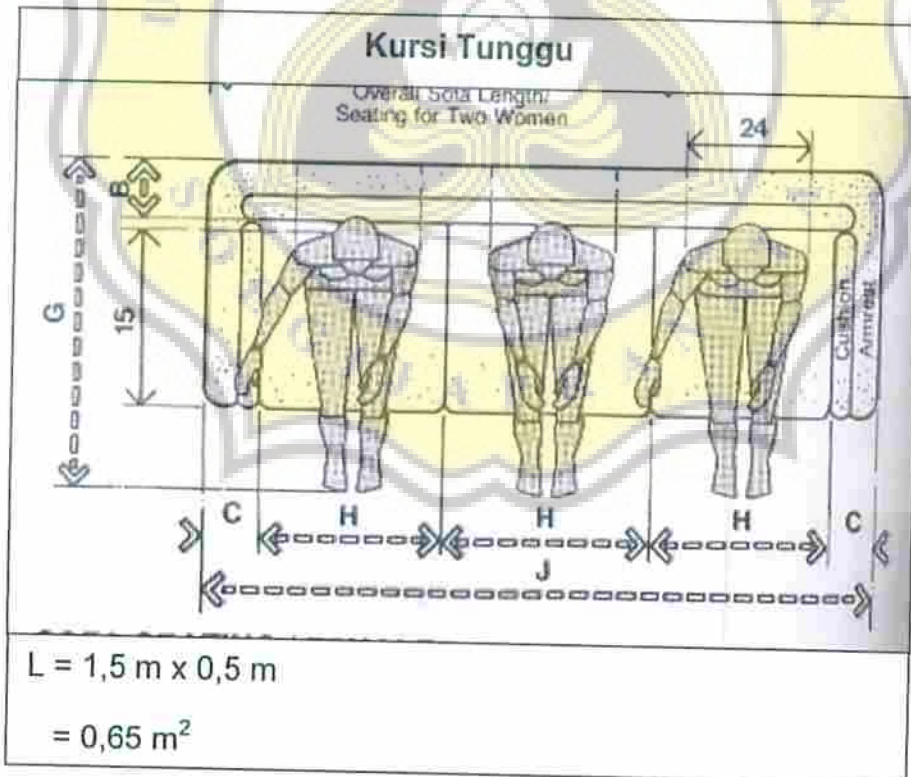 Kursi Tunggu
Overall Sofa Length/
Seating for Two Women
24
B
G
15
Cushion
Armrest
C
H
H
H
C
J
L = 1,5 m x 0,5 m
= 0,65 m²